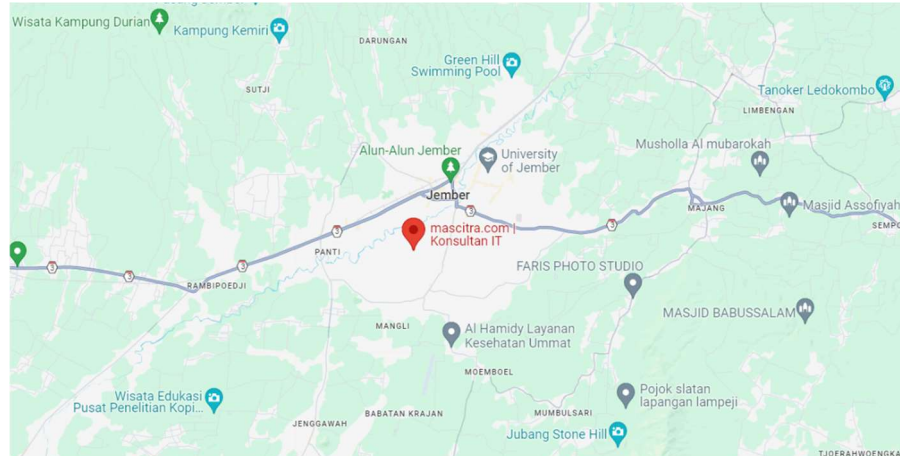 Wisata Kampung Durian
Kampung Kemiri
DARUNGAN
Green Hill
Swimming Pool
SUTJI
Tanoker Ledokombo
LIMBENGAN
Alun-Alun Jember
University
of Jember
Musholla Al mubarokah
Jember
3
MAJANG
Masjid Assofiyah
SEMPO
3
3
mascitra.com |
Konsultan IT
PANTI
3
3
3
RAMBIPOEDJI
FARIS PHOTO STUDIO
MASJID BABUSSALAM
MANGLI
Al Hamidy Layanan
Kesehatan Ummat
MOEMBOEL
Wisata Edukasi
Pusat Penelitian Kopi...
Pojok slatan
lapangan lampeji
BABATAN KRAJAN
MUMBULSARI
JENGGAWAH
Jubang Stone Hill
TJOERAHWOENGKA